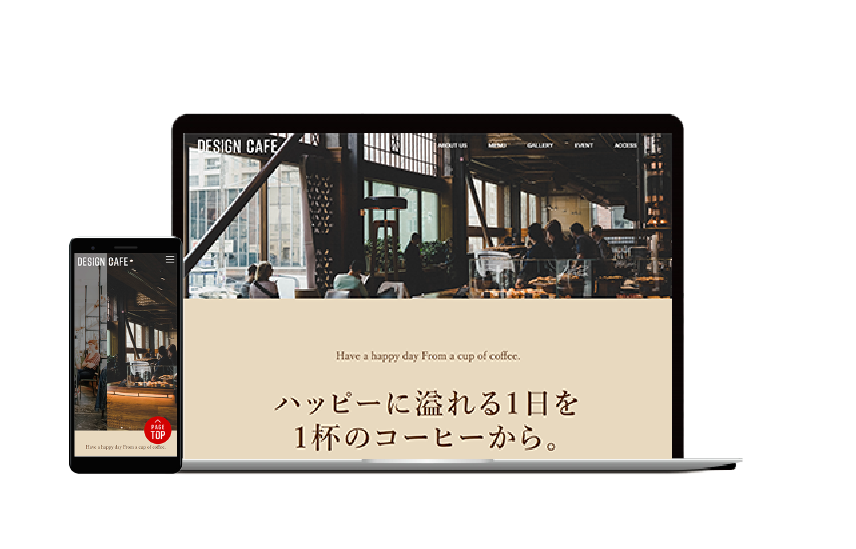 DESIGN CAFE
ABOUT US MENU GALLERY EVENT ACCESS
Have a happy day From a cup of coffee.
ハッピーに溢れる1日を
1杯のコーヒーから。
DESIGN CAFE+
PAGE
TOP
Have a happy day From a cup of coffee.